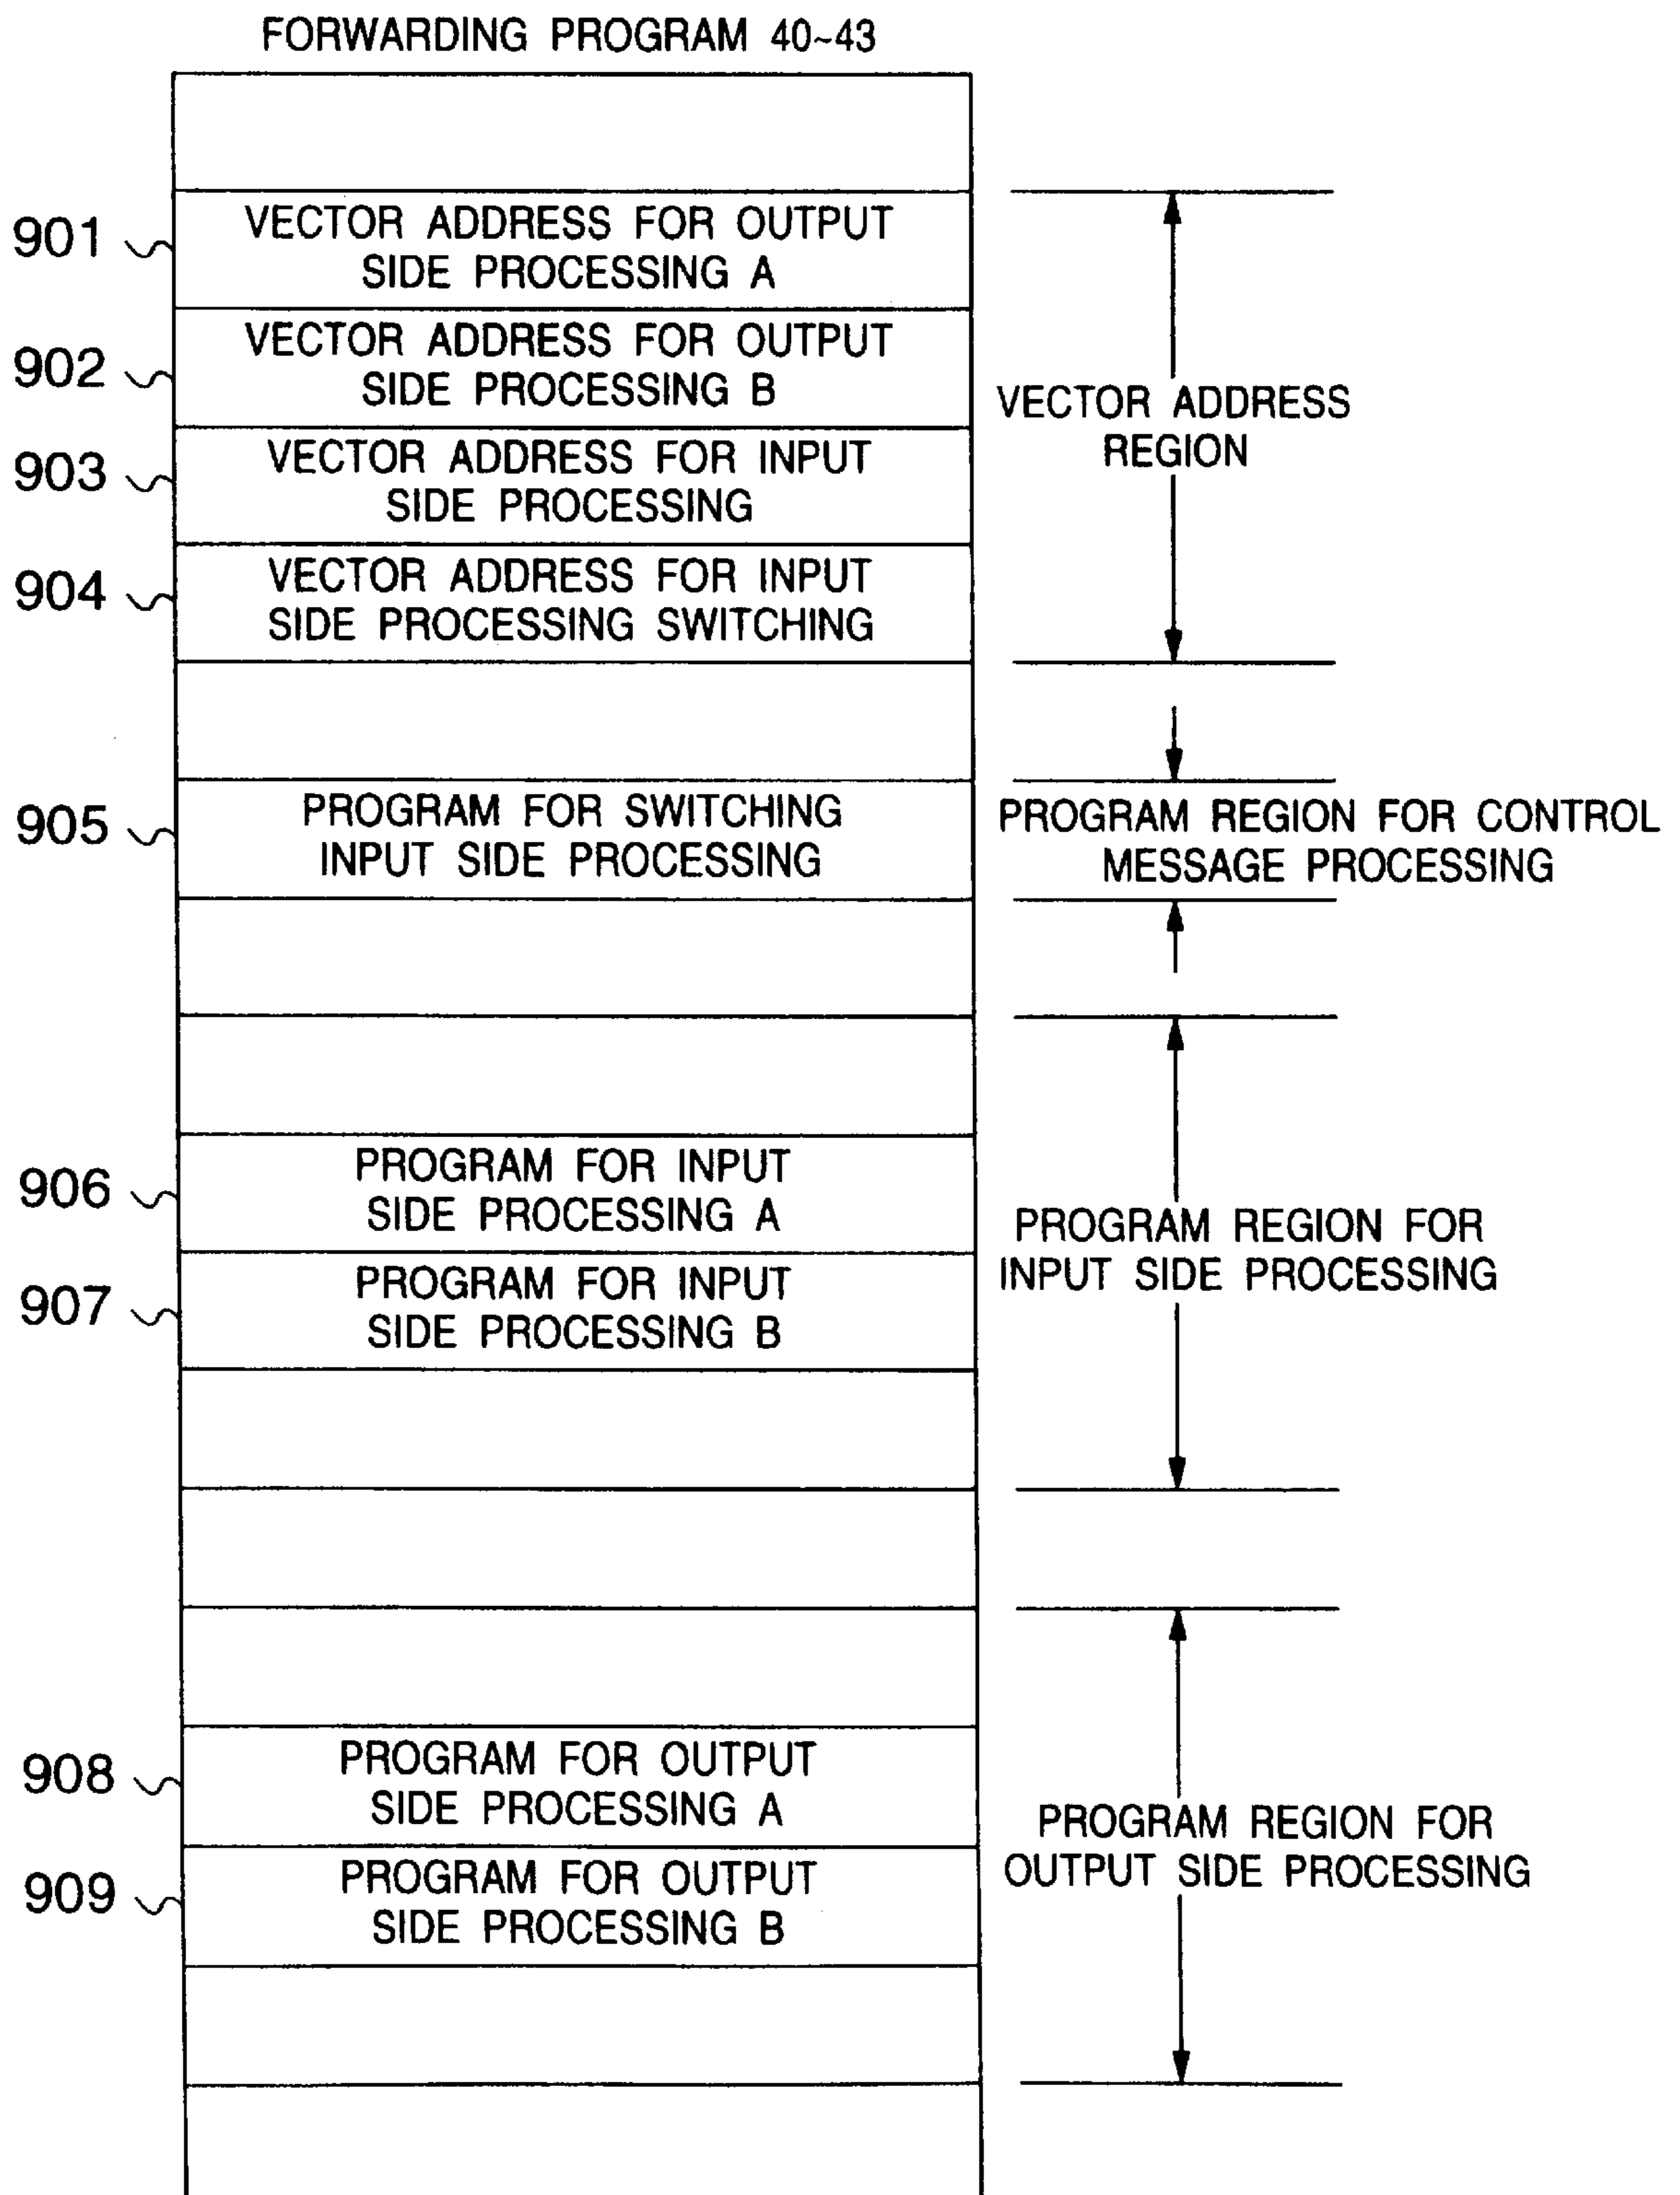 FORWARDING PROGRAM 40~43
901
VECTOR ADDRESS FOR OUTPUT
SIDE PROCESSING A
902
VECTOR ADDRESS FOR OUTPUT
SIDE PROCESSING B
903
VECTOR ADDRESS FOR INPUT
SIDE PROCESSING
904
VECTOR ADDRESS FOR INPUT
SIDE PROCESSING SWITCHING
VECTOR ADDRESS
REGION
905
PROGRAM FOR SWITCHING
INPUT SIDE PROCESSING
PROGRAM REGION FOR CONTROL
MESSAGE PROCESSING
906
PROGRAM FOR INPUT
SIDE PROCESSING A
907
PROGRAM FOR INPUT
SIDE PROCESSING B
PROGRAM REGION FOR
INPUT SIDE PROCESSING
908
PROGRAM FOR OUTPUT
SIDE PROCESSING A
909
PROGRAM FOR OUTPUT
SIDE PROCESSING B
PROGRAM REGION FOR
OUTPUT SIDE PROCESSING